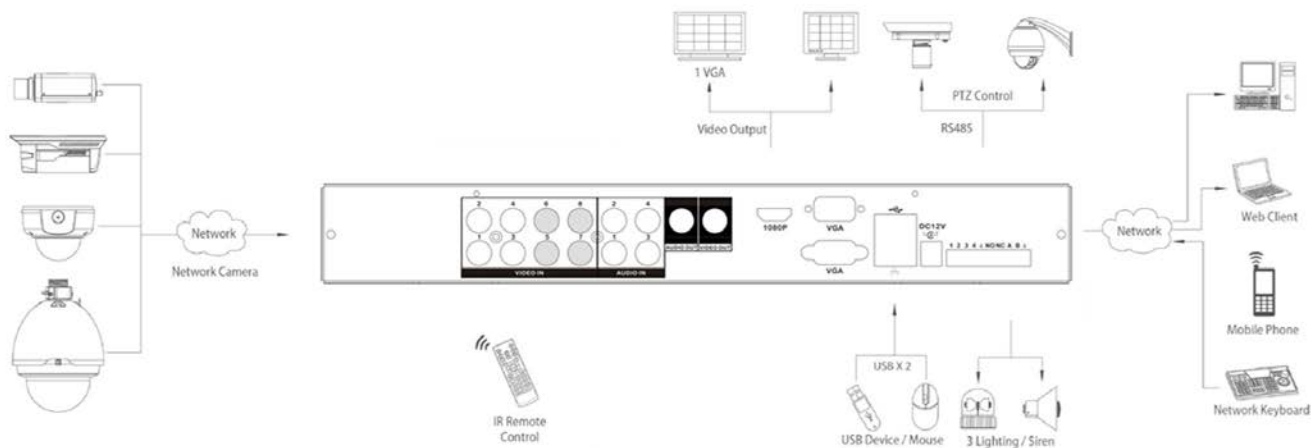 1 VGA
PTZ Control
Video Output
RS485
Network
Network Camera
2 4 6 8
1 3 5 7
VIDEO IN
2 4
1 3
AUDIO IN
AUDIO OUT
VIDEO OUT
1080P
VGA
VGA
DC12V
1 2 3 4
NO NC A B
Network
Web Client
Mobile Phone
Network Keyboard
IR Remote
Control
USB X 2
USB Device / Mouse
3 Lighting / Siren